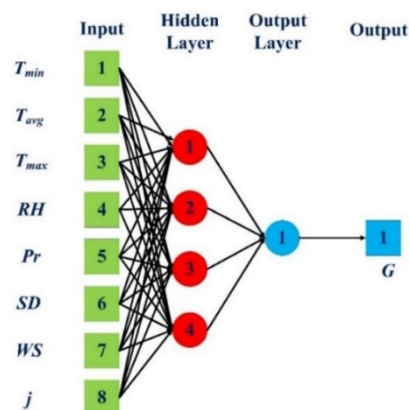 Input
Hidden
Layer
Output
Layer
Output
T_min 1
T_avg 2
T_max 3
RH 4
Pr 5
SD 6
WS 7
j 8
1
2
3
4
1
1
G